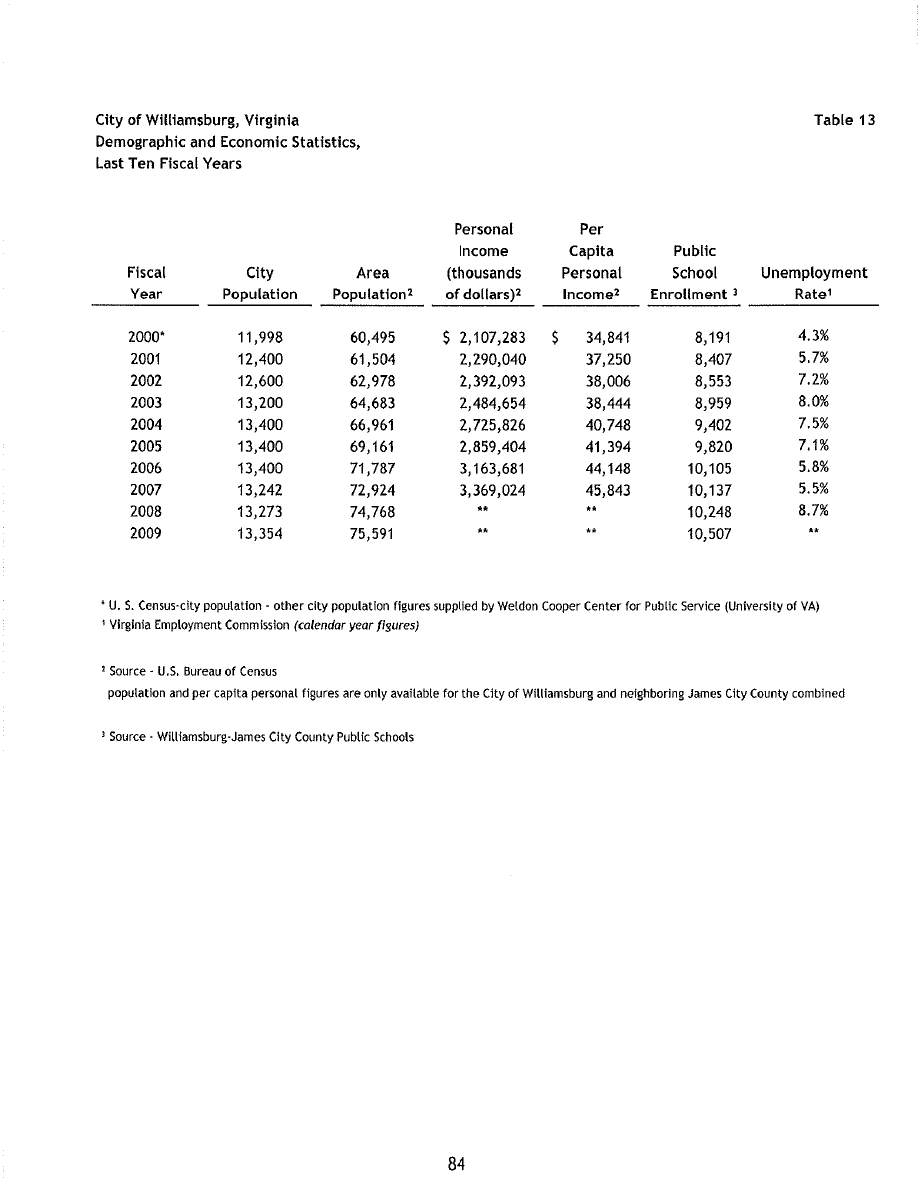 City of Williamsburg, Virginia Table 13
Demographic and Economic Statistics,
Last Ten Fiscal Years
Personal Per
Income Capita Public
Fiscal City Area (thousands Personal School Unemployment
Year Population Population² of dollars)² Income² Enrollment ³ Rate¹
2000* 11,998 60,495 $ 2,107,283 $ 34,841 8,191 4.3%
2001 12,400 61,504 2,290,040 37,250 8,407 5.7%
2002 12,600 62,978 2,392,093 38,006 8,553 7.2%
2003 13,200 64,683 2,484,654 38,444 8,959 8.0%
2004 13,400 66,961 2,725,826 40,748 9,402 7.5%
2005 13,400 69,161 2,859,404 41,394 9,820 7.1%
2006 13,400 71,787 3,163,681 44,148 10,105 5.8%
2007 13,242 72,924 3,369,024 45,843 10,137 5.5%
2008 13,273 74,768 ** ** 10,248 8.7%
2009 13,354 75,591 ** ** 10,507 **
* U. S. Census-city population - other city population figures supplied by Weldon Cooper Center for Public Service (University of VA)
¹ Virginia Employment Commission (calendar year figures)
² Source - U.S. Bureau of Census
population and per capita personal figures are only available for the City of Williamsburg and neighboring James City County combined
³ Source - Williamsburg-James City County Public Schools
84